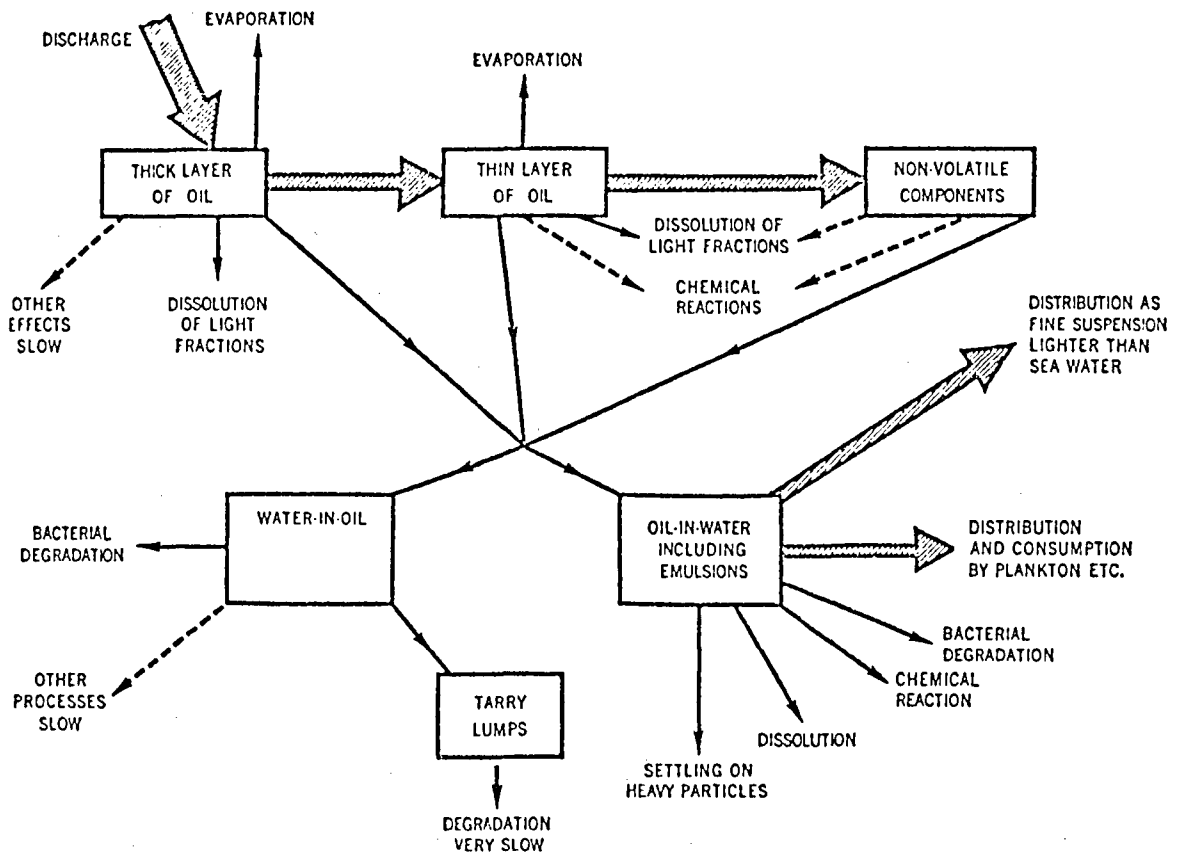 DISCHARGE
EVAPORATION
EVAPORATION
THICK LAYER
OF OIL
THIN LAYER
OF OIL
NON-VOLATILE
COMPONENTS
DISSOLUTION OF
LIGHT FRACTIONS
CHEMICAL
REACTIONS
OTHER
EFFECTS
SLOW
DISSOLUTION
OF LIGHT
FRACTIONS
DISTRIBUTION AS
FINE SUSPENSION
LIGHTER THAN
SEA WATER
BACTERIAL
DEGRADATION
WATER-IN-OIL
OIL-IN-WATER
INCLUDING
EMULSIONS
DISTRIBUTION
AND CONSUMPTION
BY PLANKTON ETC.
BACTERIAL
DEGRADATION
CHEMICAL
REACTION
DISSOLUTION
SETTLING ON
HEAVY PARTICLES
OTHER
PROCESSES
SLOW
TARRY
LUMPS
DEGRADATION
VERY SLOW